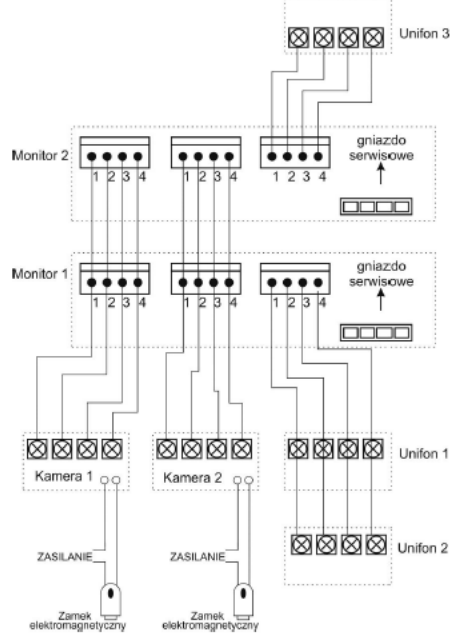 Unifon 3
Monitor 2
gniazdo
serwisowe
1 2 3 4
1 2 3 4
1 2 3 4
Monitor 1
gniazdo
serwisowe
1 2 3 4
1 2 3 4
1 2 3 4
Kamera 1
Kamera 2
Unifon 1
Unifon 2
ZASILANIE
ZASILANIE
Zamek
elektromagnetyczny
Zamek
elektromagnetyczny